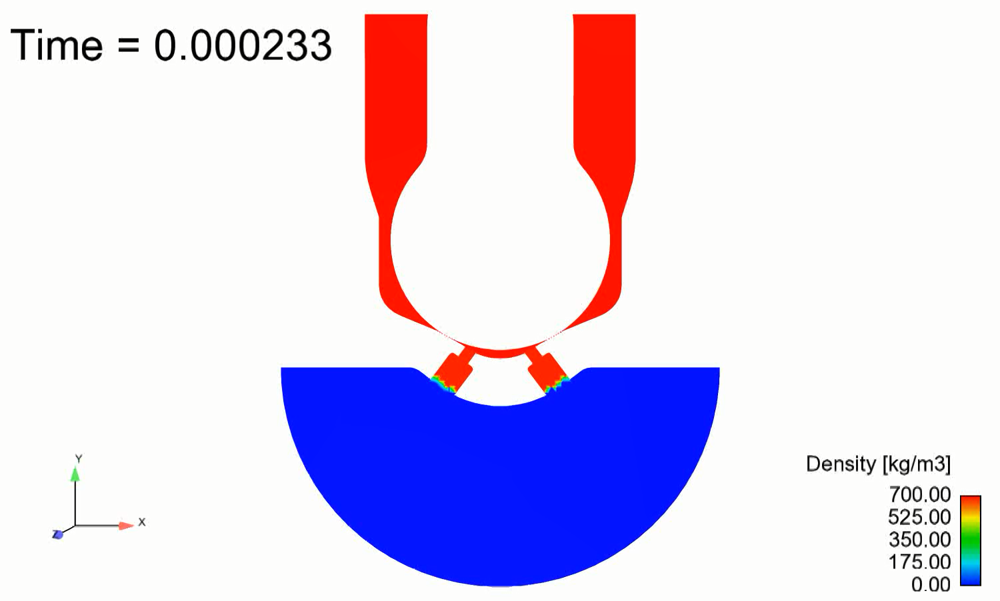 Time = 0.000233
Y
X
Z
Density [kg/m3]
700.00
525.00
350.00
175.00
0.00